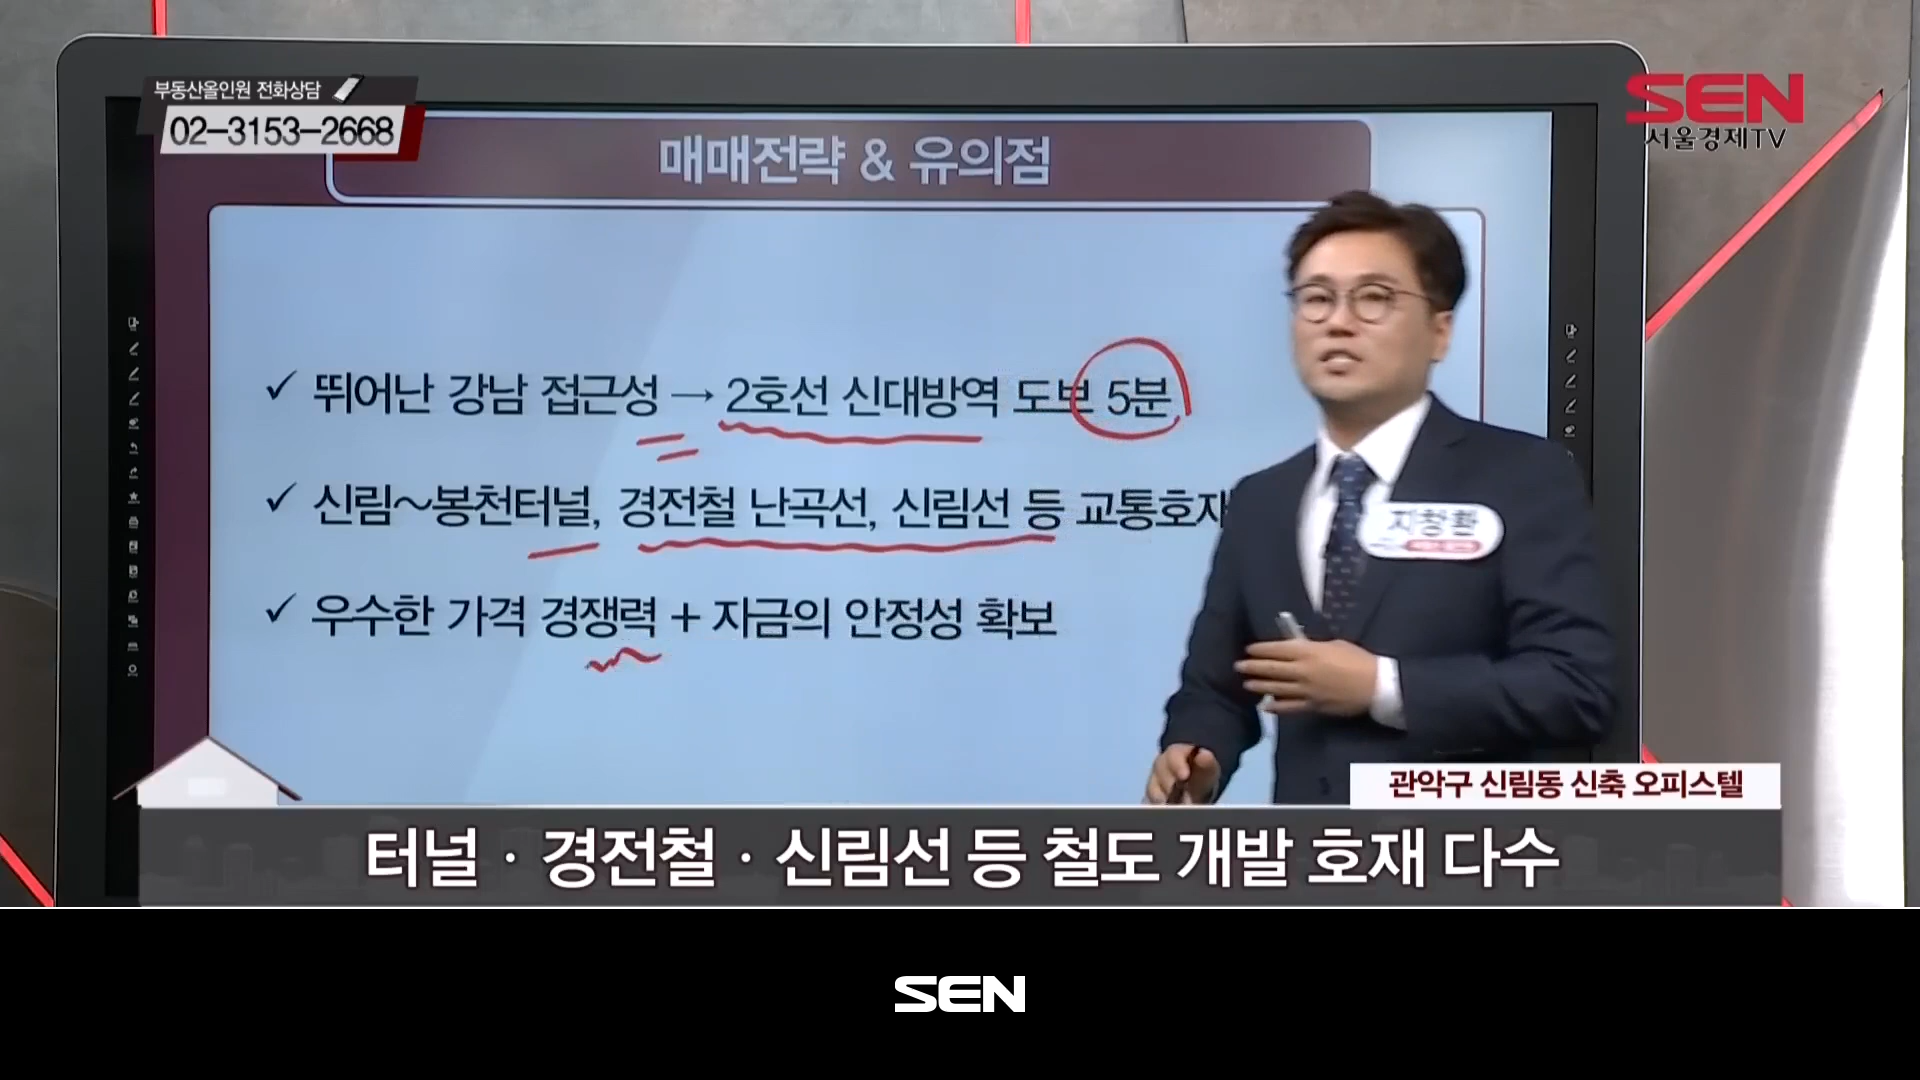 부동산올인원 전화상담
02-3153-2668
SEN
서울경제TV
매매전략 & 유의점
✓ 뛰어난 강남 접근성 → 2호선 신대방역 도보 5분
✓ 신림~봉천터널, 경전철 난곡선, 신림선 등 교통호재
✓ 우수한 가격 경쟁력 + 자금의 안정성 확보
지창환
관악구 신림동 신축 오피스텔
터널 · 경전철 · 신림선 등 철도 개발 호재 다수
SEN